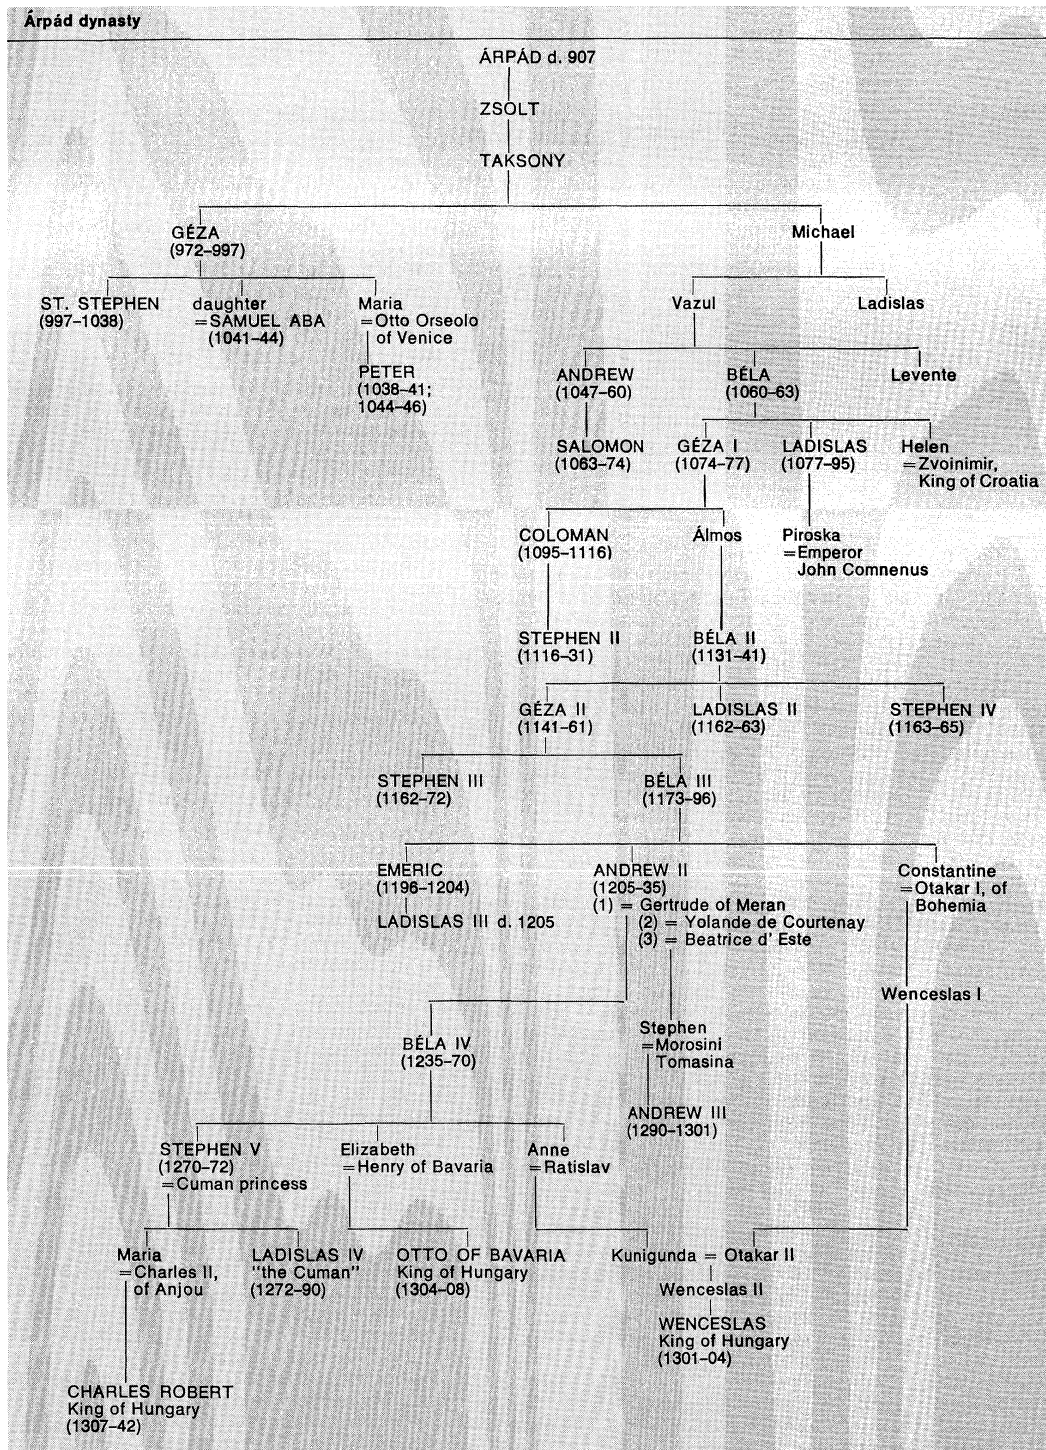 Árpád dynasty
ÁRPÁD d. 907
ZSOLT
TAKSONY
GÉZA
(972–997)
Michael
ST. STEPHEN
(997–1038)
daughter
=SAMUEL ABA
(1041–44)
Maria
=Otto Orseolo
of Venice
Vazul
Ladislas
PETER
(1038–41;
1044–46)
ANDREW
(1047–60)
BÉLA
(1060–63)
Levente
SALOMON
(1063–74)
GÉZA I
(1074–77)
LADISLAS
(1077–95)
Helen
=Zvoinimir,
King of Croatia
COLOMAN
(1095–1116)
Álmos
Piroska
=Emperor
John Comnenus
STEPHEN II
(1116–31)
BÉLA II
(1131–41)
GÉZA II
(1141–61)
LADISLAS II
(1162–63)
STEPHEN IV
(1163–65)
STEPHEN III
(1162–72)
BÉLA III
(1173–96)
EMERIC
(1196–1204)
ANDREW II
(1205–35)
(1) = Gertrude of Meran
(2) = Yolande de Courtenay
(3) = Beatrice d' Este
Constantine
=Otakar I, of
Bohemia
LADISLAS III d. 1205
Wenceslas I
BÉLA IV
(1235–70)
Stephen
=Morosini
Tomasina
ANDREW III
(1290–1301)
STEPHEN V
(1270–72)
=Cuman princess
Elizabeth
=Henry of Bavaria
Anne
=Ratislav
Maria
=Charles II,
of Anjou
LADISLAS IV
"the Cuman"
(1272–90)
OTTO OF BAVARIA
King of Hungary
(1304–08)
Kunigunda = Otakar II
Wenceslas II
WENCESLAS
King of Hungary
(1301–04)
CHARLES ROBERT
King of Hungary
(1307–42)